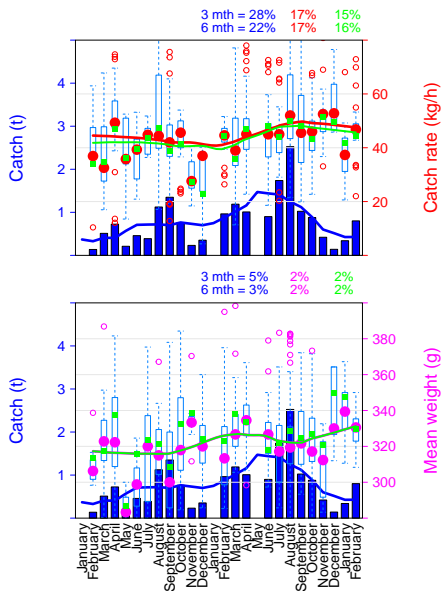 3 mth = 28% 17% 15%
6 mth = 22% 17% 16%
Catch (t)
5
4
3
2
1
60
40
20
Catch rate (kg/h)
3 mth = 5% 2% 2%
6 mth = 3% 2% 2%
Catch (t)
5
4
3
2
1
380
360
340
320
300
Mean weight (g)
January
February
March
April
May
June
July
August
September
October
November
December
January
February
March
April
May
June
July
August
September
October
November
December
January
February